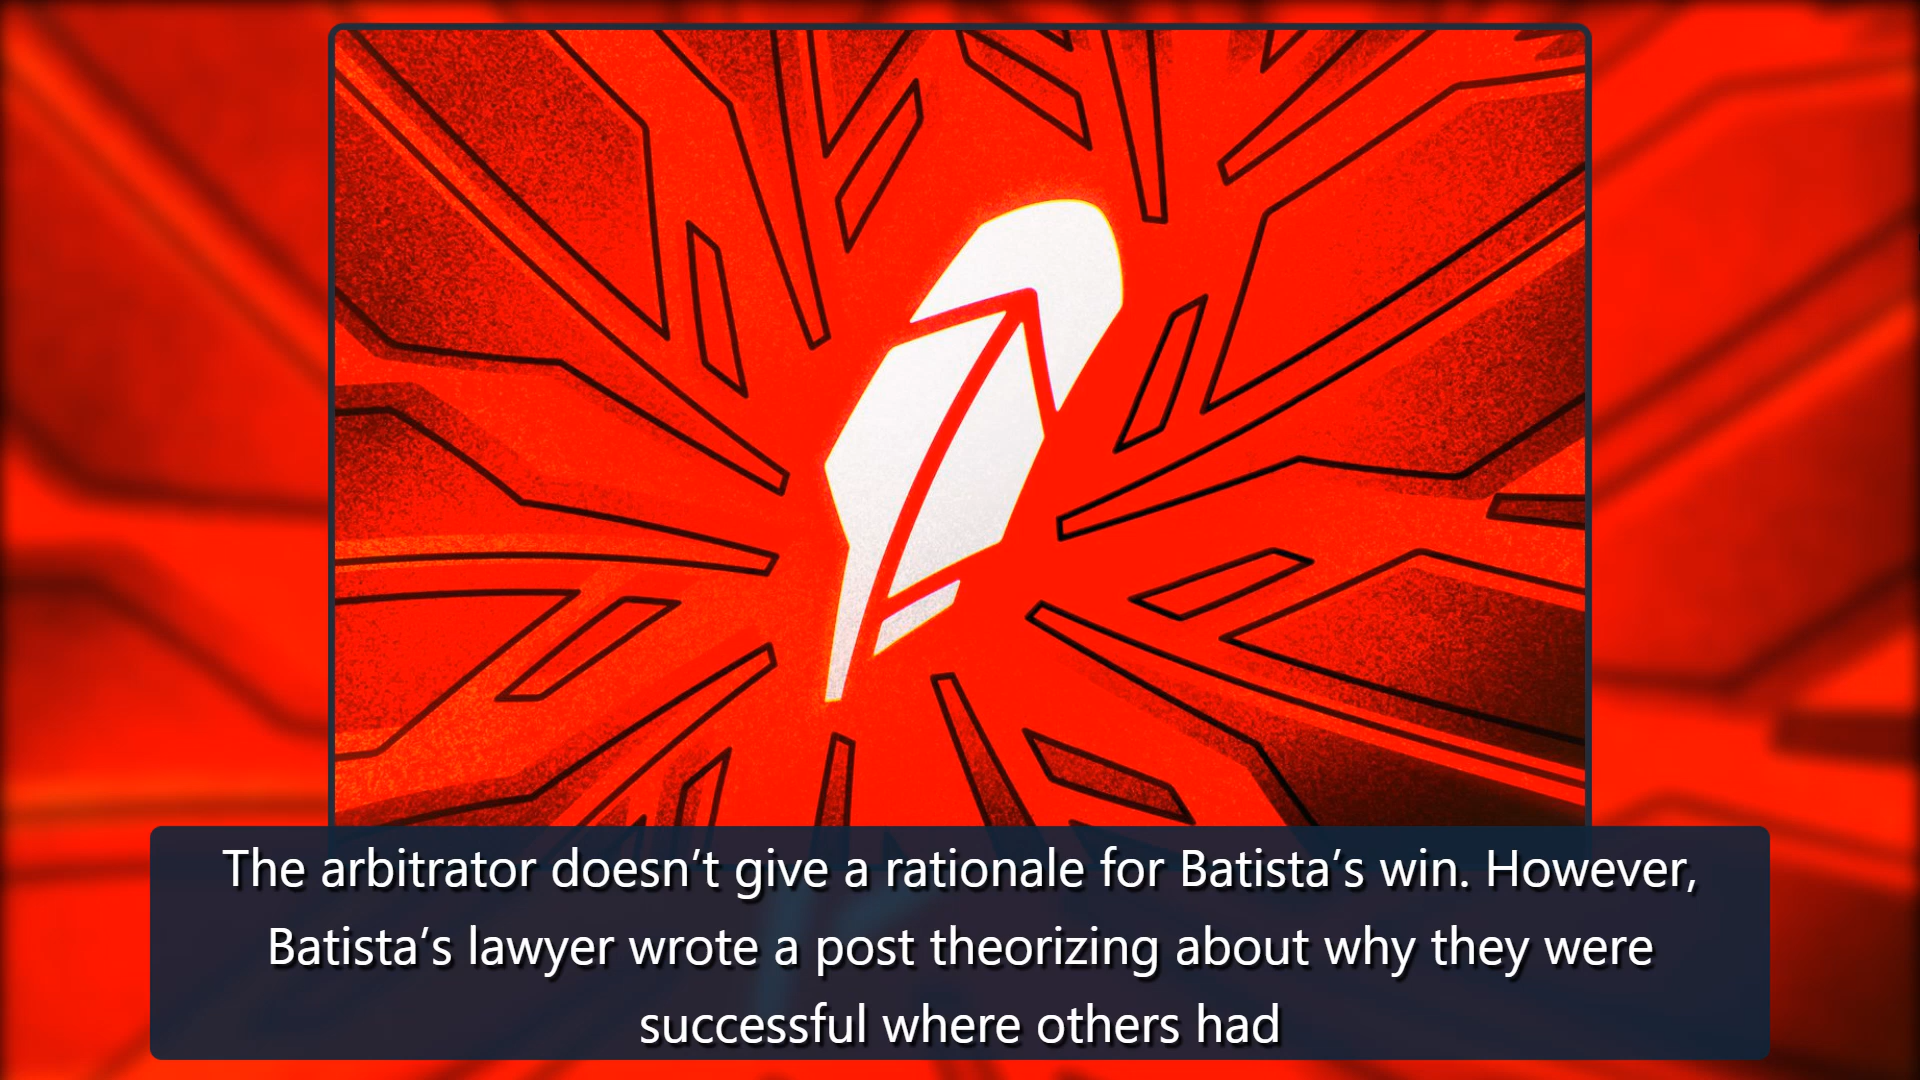 The arbitrator doesn’t give a rationale for Batista’s win. However,
Batista’s lawyer wrote a post theorizing about why they were
successful where others had